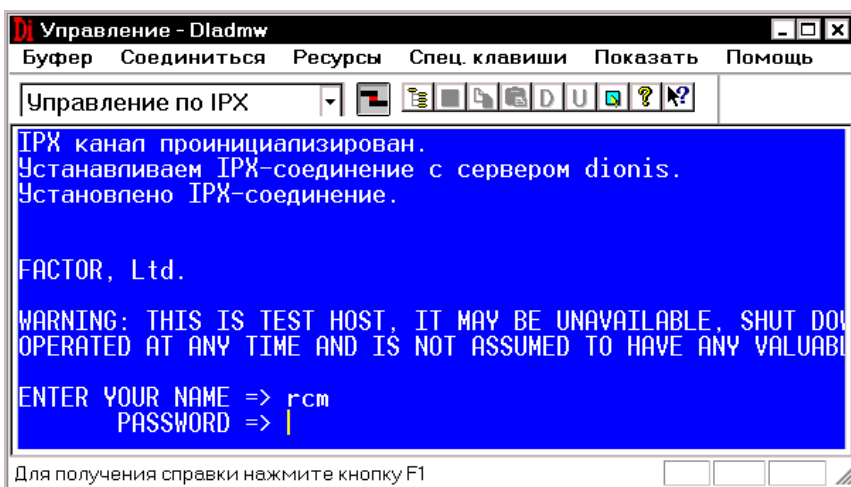 Di Управление - Dladmw
Буфер Соединиться Ресурсы Спец. клавиши Показать Помощь
Управление по IPX D U ? ?
IPX канал проинициализирован.
Устанавливаем IPX-соединение с сервером dionis.
Установлено IPX-соединение.
FACTOR, Ltd.
WARNING: THIS IS TEST HOST, IT MAY BE UNAVAILABLE, SHUT DOW
OPERATED AT ANY TIME AND IS NOT ASSUMED TO HAVE ANY VALUABL
ENTER YOUR NAME => rcm
PASSWORD =>
Для получения справки нажмите кнопку F1